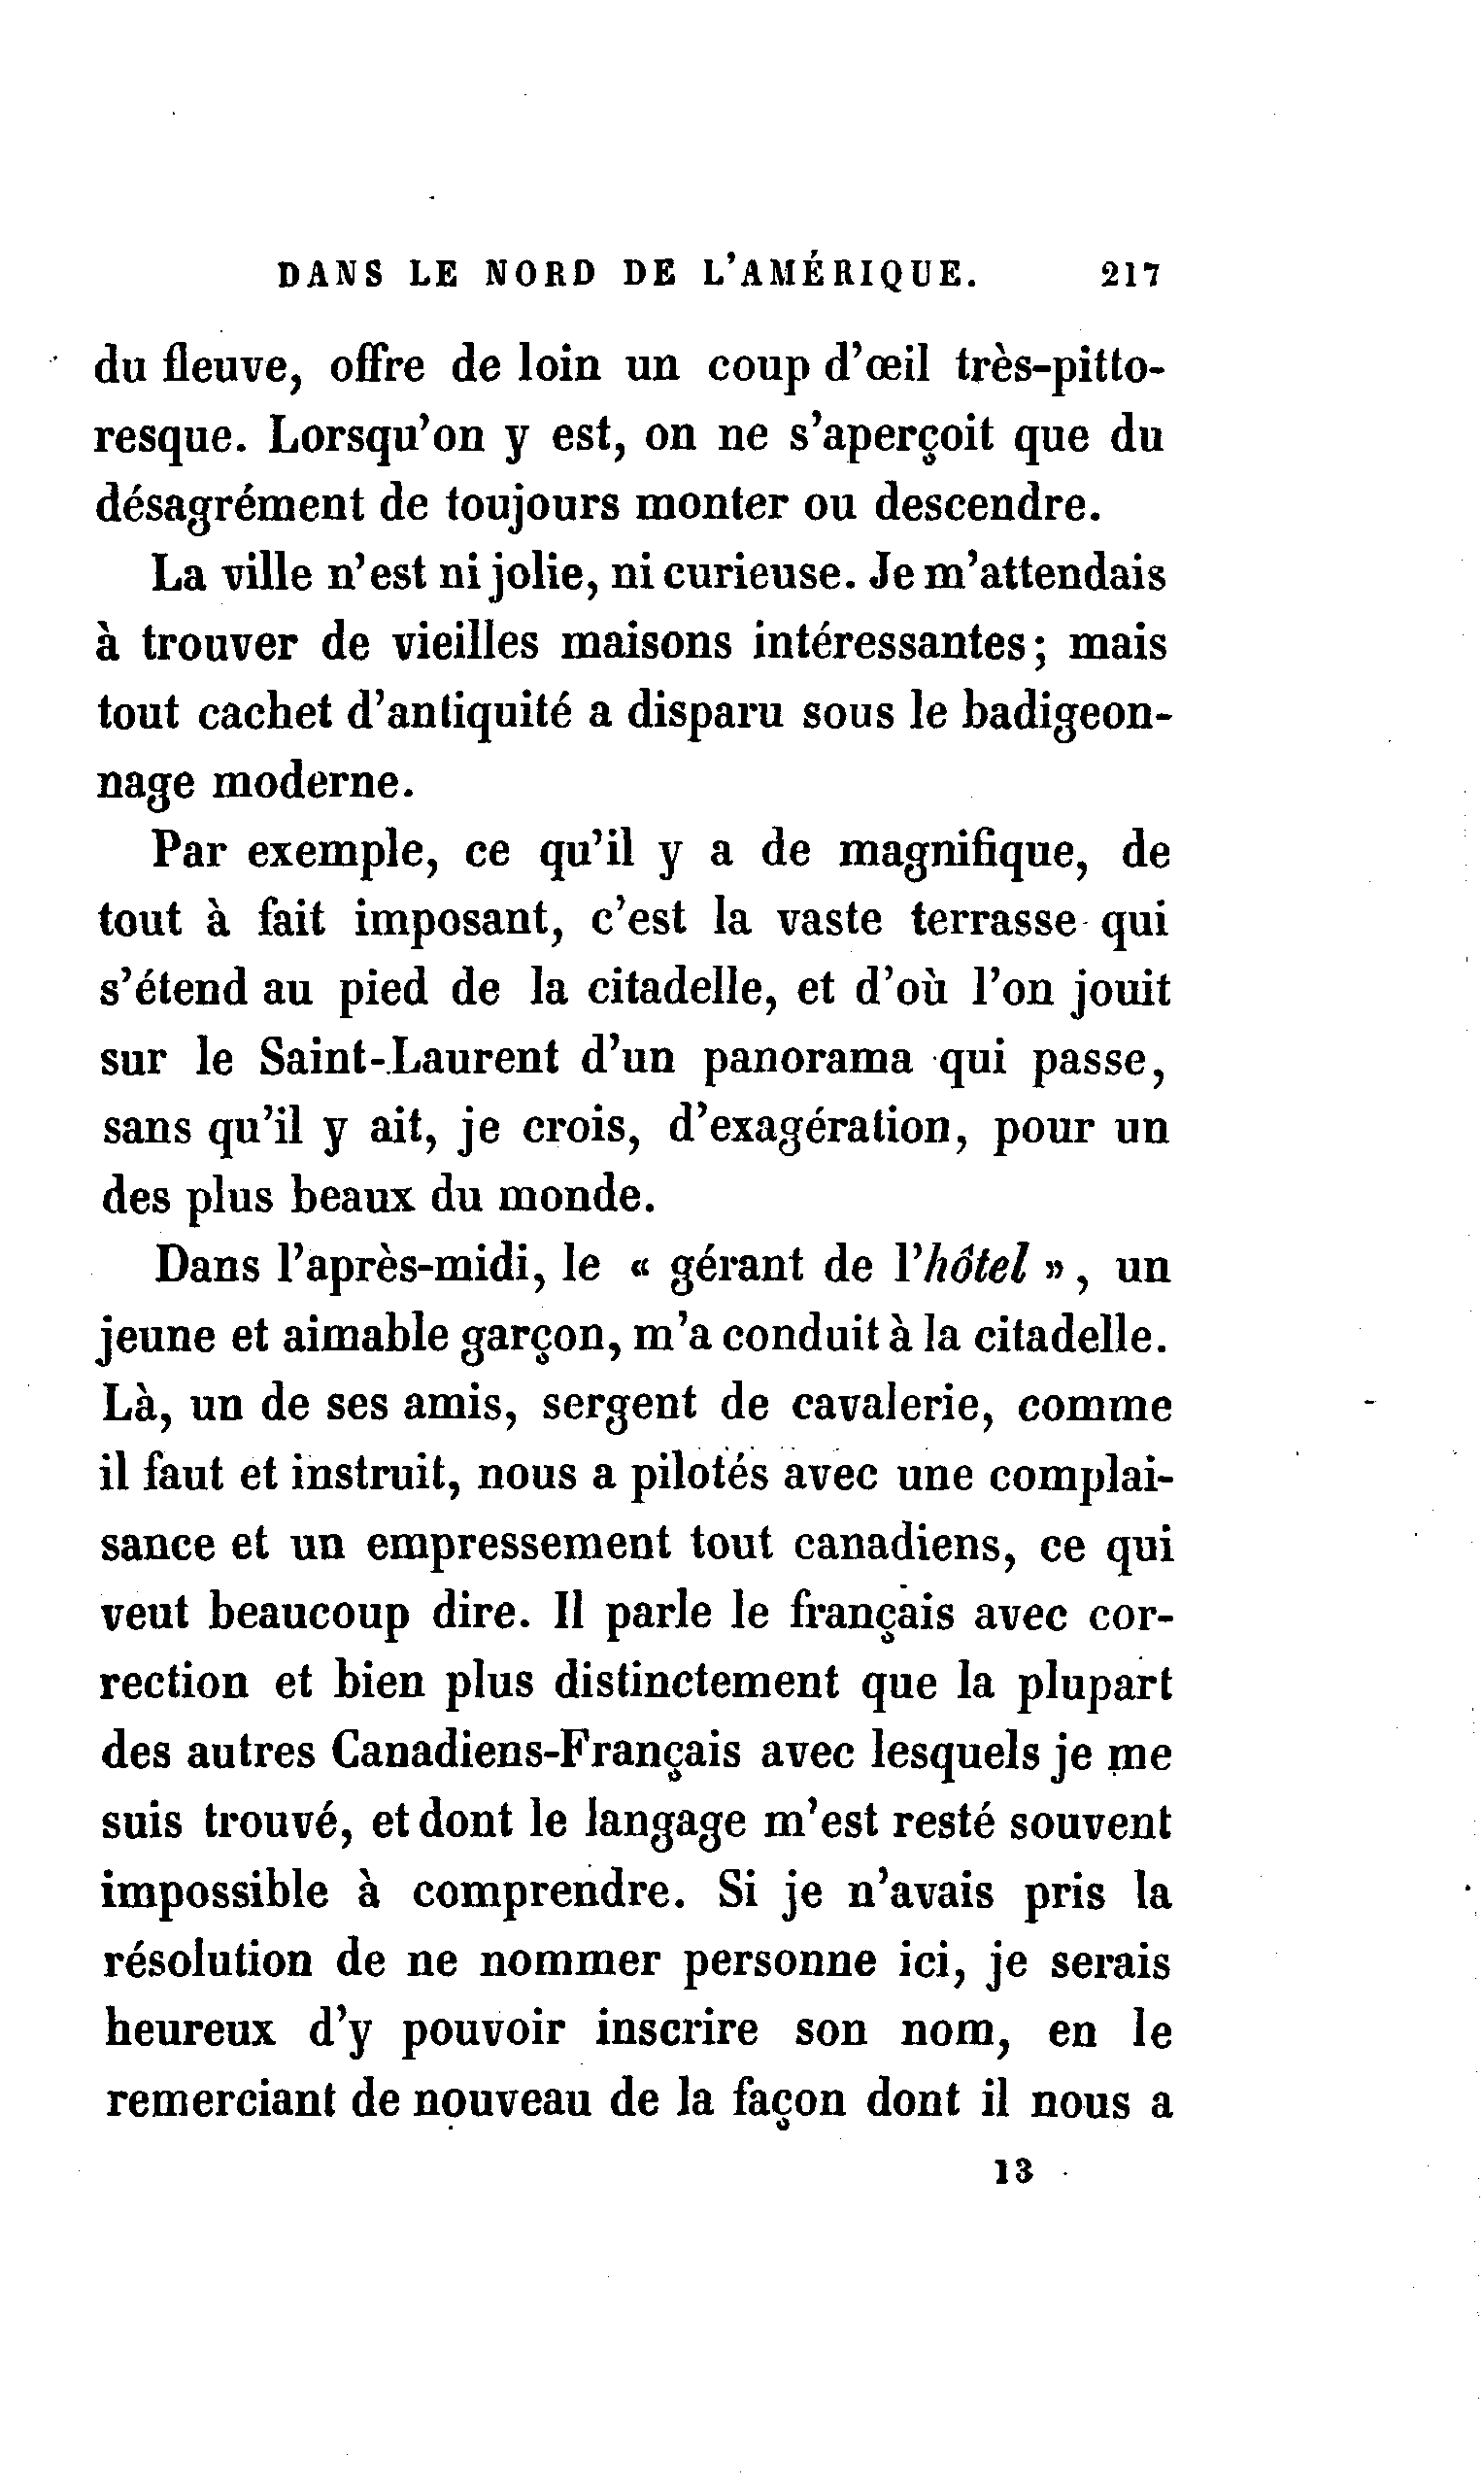 DANS LE NORD DE L'AMÉRIQUE. 217
du fleuve, offre de loin un coup d'œil très-pitto-
resque. Lorsqu'on y est, on ne s'aperçoit que du
désagrément de toujours monter ou descendre.
La ville n'est ni jolie, ni curieuse. Je m'attendais
à trouver de vieilles maisons intéressantes; mais
tout cachet d'antiquité a disparu sous le badigeon-
nage moderne.
Par exemple, ce qu'il y a de magnifique, de
tout à fait imposant, c'est la vaste terrasse qui
s'étend au pied de la citadelle, et d'où l'on jouit
sur le Saint-Laurent d'un panorama qui passe,
sans qu'il y ait, je crois, d'exagération, pour un
des plus beaux du monde.
Dans l'après-midi, le « gérant de l'hôtel », un
jeune et aimable garçon, m'a conduit à la citadelle.
Là, un de ses amis, sergent de cavalerie, comme
il faut et instruit, nous a pilotés avec une complai-
sance et un empressement tout canadiens, ce qui
veut beaucoup dire. Il parle le français avec cor-
rection et bien plus distinctement que la plupart
des autres Canadiens-Français avec lesquels je me
suis trouvé, et dont le langage m'est resté souvent
impossible à comprendre. Si je n'avais pris la
résolution de ne nommer personne ici, je serais
heureux d'y pouvoir inscrire son nom, en le
remerciant de nouveau de la façon dont il nous a
13